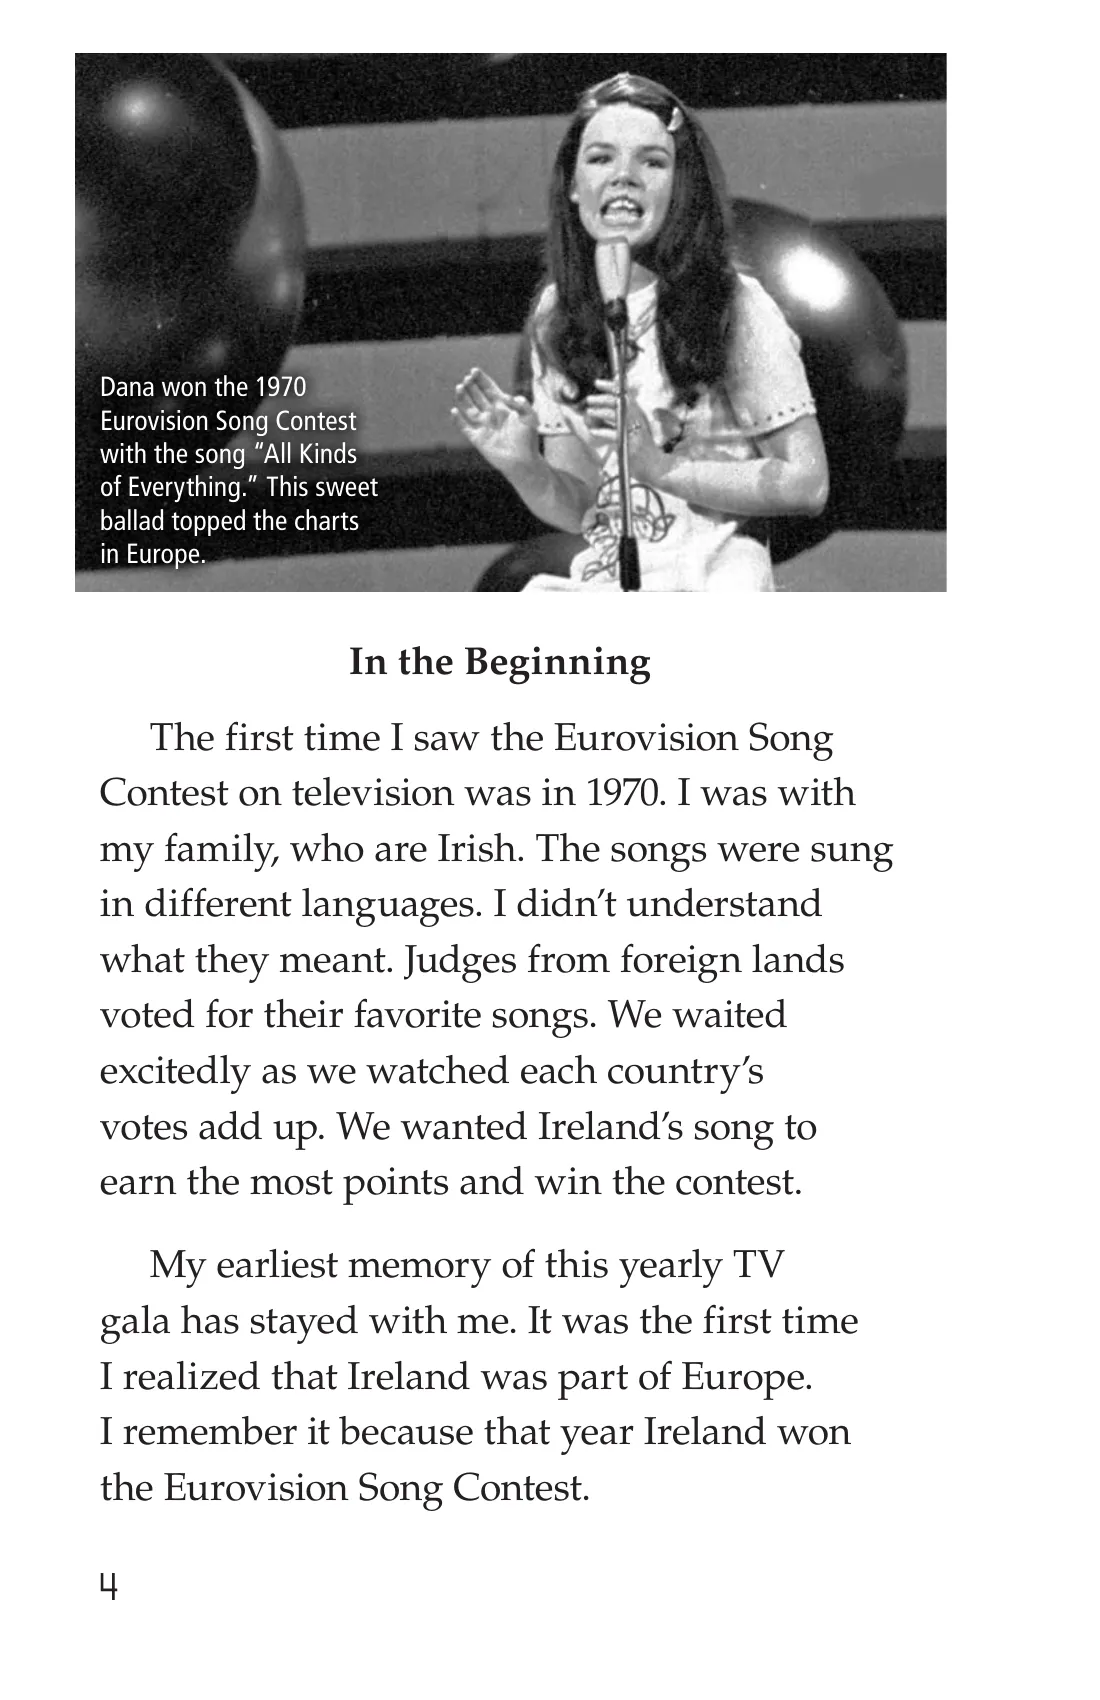 Dana won the 1970
Eurovision Song Contest
with the song “All Kinds
of Everything.” This sweet
ballad topped the charts
in Europe.
In the Beginning
The first time I saw the Eurovision Song
Contest on television was in 1970. I was with
my family, who are Irish. The songs were sung
in different languages. I didn’t understand
what they meant. Judges from foreign lands
voted for their favorite songs. We waited
excitedly as we watched each country’s
votes add up. We wanted Ireland’s song to
earn the most points and win the contest.
My earliest memory of this yearly TV
gala has stayed with me. It was the first time
I realized that Ireland was part of Europe.
I remember it because that year Ireland won
the Eurovision Song Contest.
4